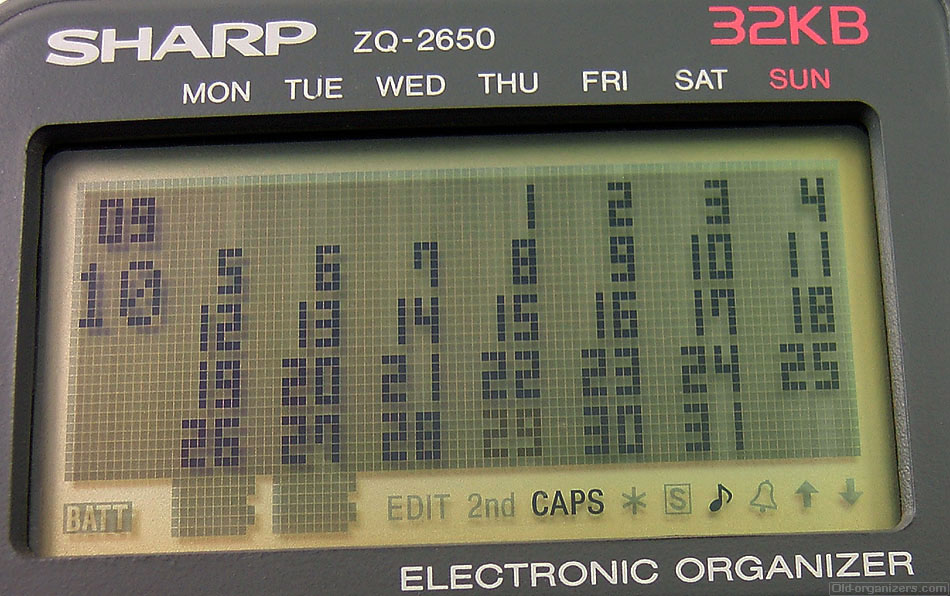 SHARP ZQ-2650 32KB
MON TUE WED THU FRI SAT SUN
09 1 2 3 4
10 5 6 7 8 9 10 11
12 13 14 15 16 17 18
19 20 21 22 23 24 25
26 27 28 29 30 31
BATT EDIT 2nd CAPS * S
ELECTRONIC ORGANIZER
Old-organizers.com